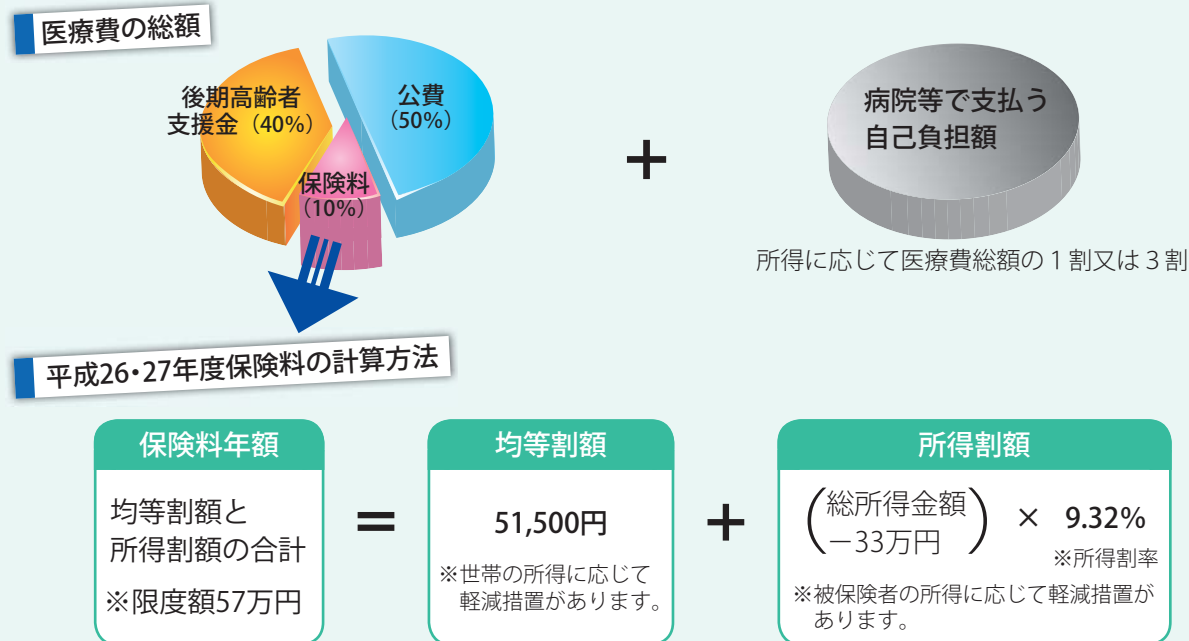 医療費の総額
後期高齢者
支援金（40%）
公費
（50%）
保険料
（10%）
+
病院等で支払う
自己負担額
所得に応じて医療費総額の１割又は３割
平成26・27年度保険料の計算方法
保険料年額
均等割額と
所得割額の合計
※限度額57万円
=
均等割額
51,500円
※世帯の所得に応じて
軽減措置があります。
+
所得割額
(総所得金額
－33万円) × 9.32%
※所得割率
※被保険者の所得に応じて軽減措置が
あります。